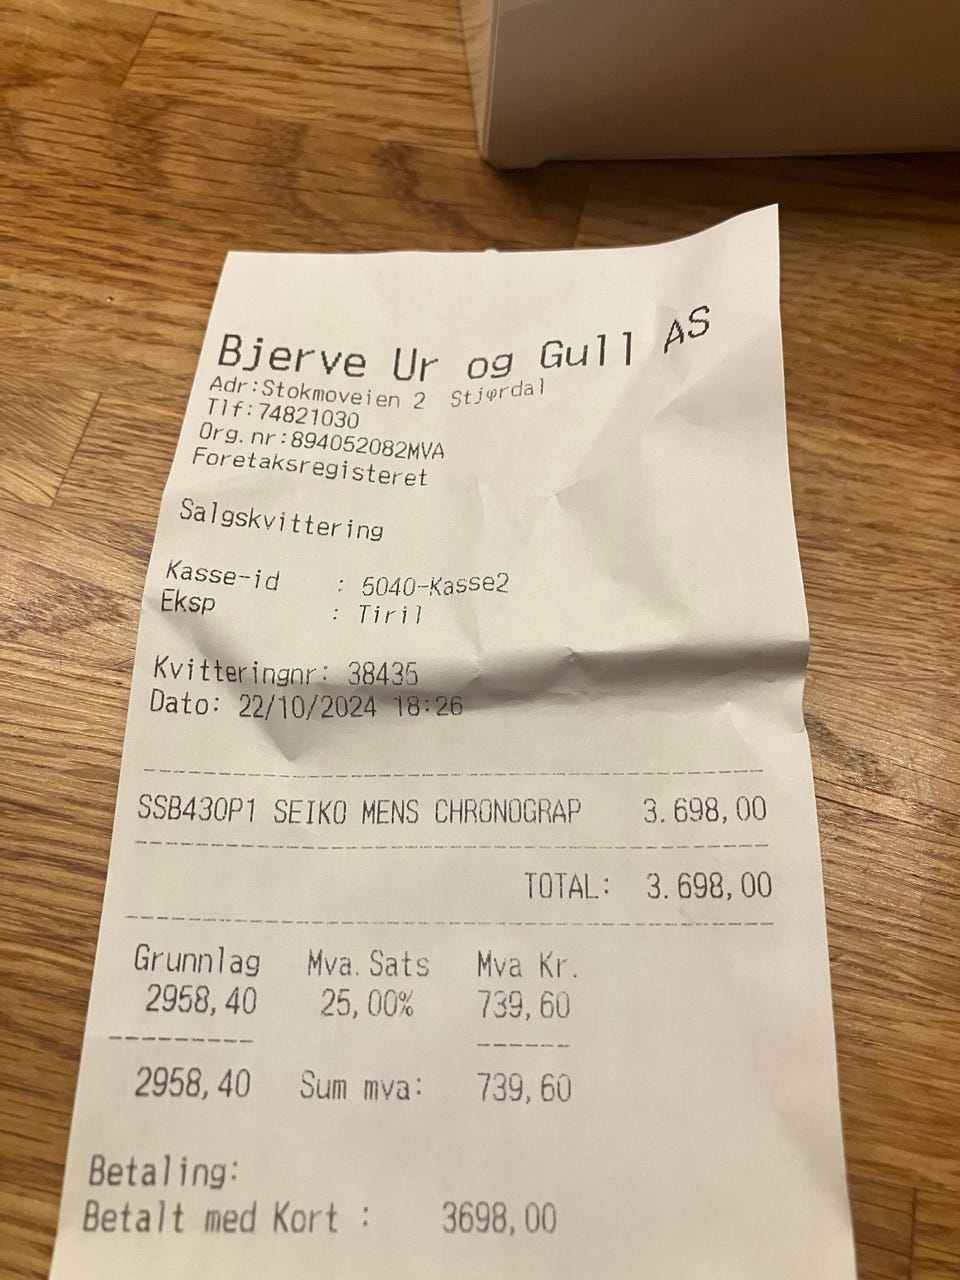 Bjerve Ur og Gull AS
Adr:Stokmoveien 2 Stjørdal
Tlf:74821030
Org.nr:894052082MVA
Foretaksregisteret
Salgskvittering
Kasse-id : 5040-Kasse2
Eksp : Tiril
Kvitteringnr: 38435
Dato: 22/10/2024 18:26
SSB430P1 SEIKO MENS CHRONOGRAP 3.698,00
TOTAL: 3.698,00
Grunnlag Mva.Sats Mva Kr.
2958,40 25,00% 739,60
2958,40 Sum mva: 739,60
Betaling:
Betalt med Kort : 3698,00